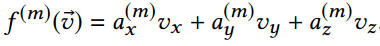 f^{(m)}(\vec{v}) = a_x^{(m)} v_x + a_y^{(m)} v_y + a_z^{(m)} v_z.